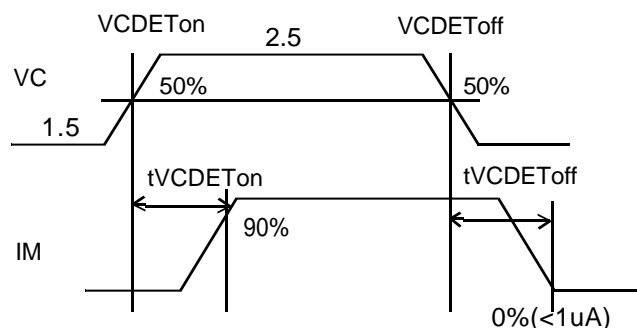 VCDETon
VCDEToff
2.5
VC
50%
50%
1.5
tVCDETon
tVCDEToff
90%
IM
0%(<1uA)